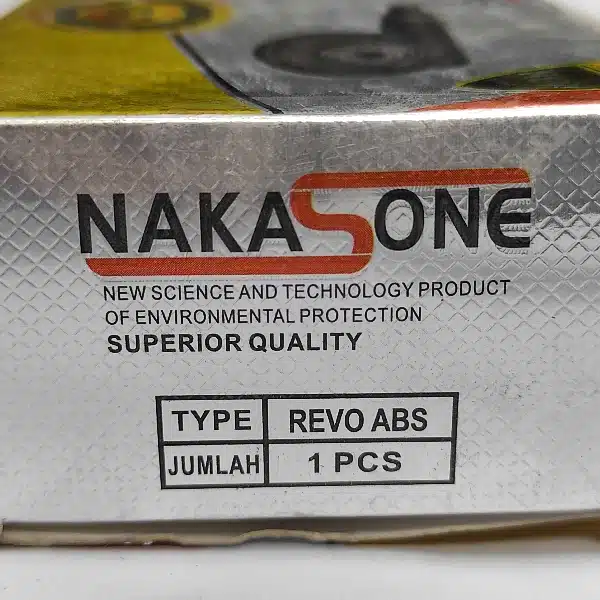 NAKASONE
NEW SCIENCE AND TECHNOLOGY PRODUCT
OF ENVIRONMENTAL PROTECTION
SUPERIOR QUALITY
TYPE REVO ABS
JUMLAH 1 PCS